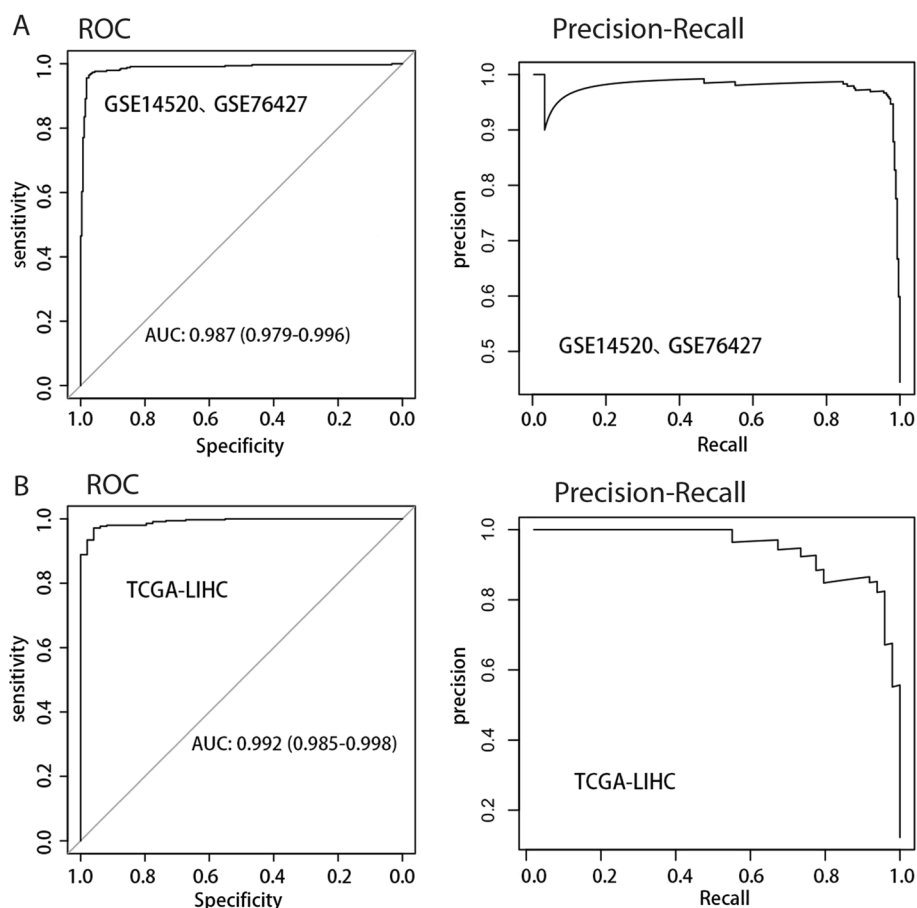 A ROC Precision-Recall
1.0
0.8
0.6
0.4
0.2
0.0
sensitivity
GSE14520、GSE76427
AUC: 0.987 (0.979-0.996)
1.0 0.8 0.6 0.4 0.2 0.0
Specificity
1.0
0.9
0.8
0.7
0.6
0.5
precision
GSE14520、GSE76427
0.0 0.2 0.4 0.6 0.8 1.0
Recall
B ROC Precision-Recall
1.0
0.8
0.6
0.4
0.2
0.0
sensitivity
TCGA-LIHC
AUC: 0.992 (0.985-0.998)
1.0 0.8 0.6 0.4 0.2 0.0
Specificity
1.0
0.8
0.6
0.4
0.2
precision
TCGA-LIHC
0.0 0.2 0.4 0.6 0.8 1.0
Recall